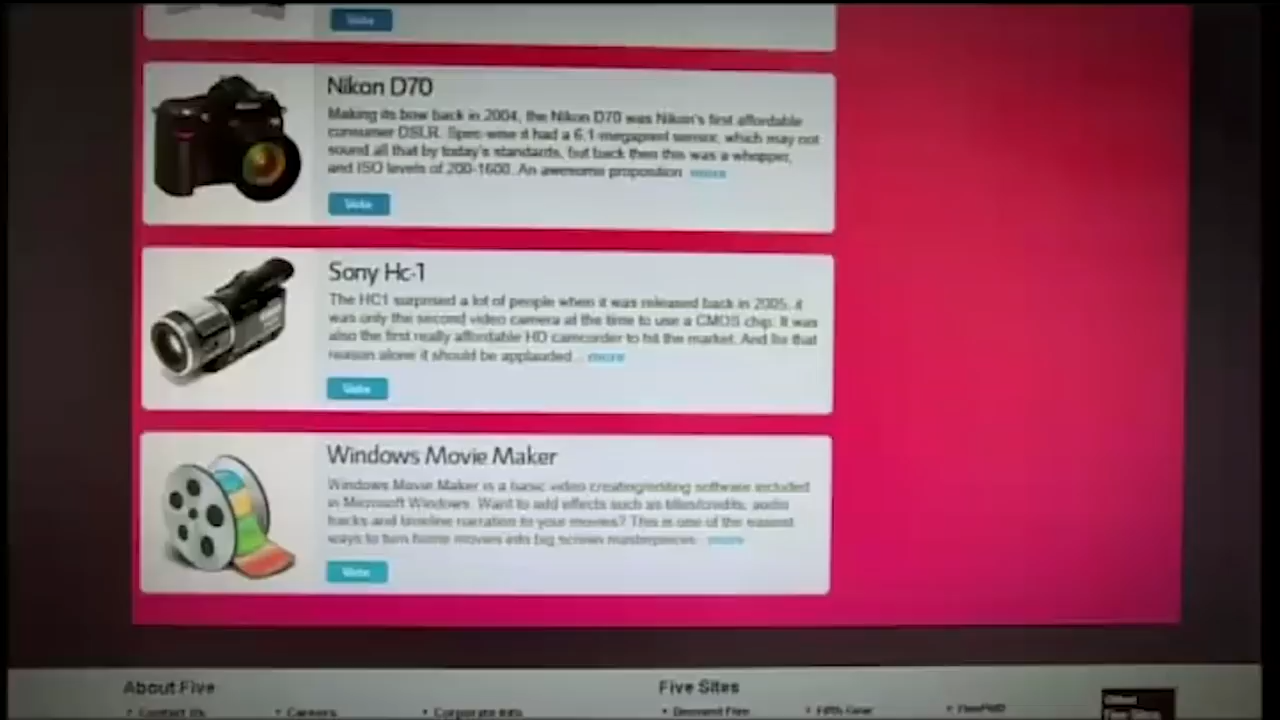 Vote
Nikon D70
Making its bow back in 2004, the Nikon D70 was Nikon's first affordable
consumer DSLR. Spec-wise it had a 6.1-megapixel sensor, which may not
sound all that by today's standards, but back then this was a whopper,
and ISO levels of 200-1600. An awesome proposition more
Vote
Sony Hc-1
The HC1 surprised a lot of people when it was released back in 2005, it
was only the second video camera at the time to use a CMOS chip. It was
also the first really affordable HD camcorder to hit the market. And for that
reason alone it should be applauded... more
Vote
Windows Movie Maker
Windows Movie Maker is a basic video creating/editing software included
in Microsoft Windows. Want to add effects such as titles/credits, audio
tracks and timeline narration to your movies? This is one of the easiest
ways to turn home movies into big screen masterpieces... more
Vote
About Five
Five Sites
Contact Us
Careers
Corporate Info
Demand Five
Fifth Gear